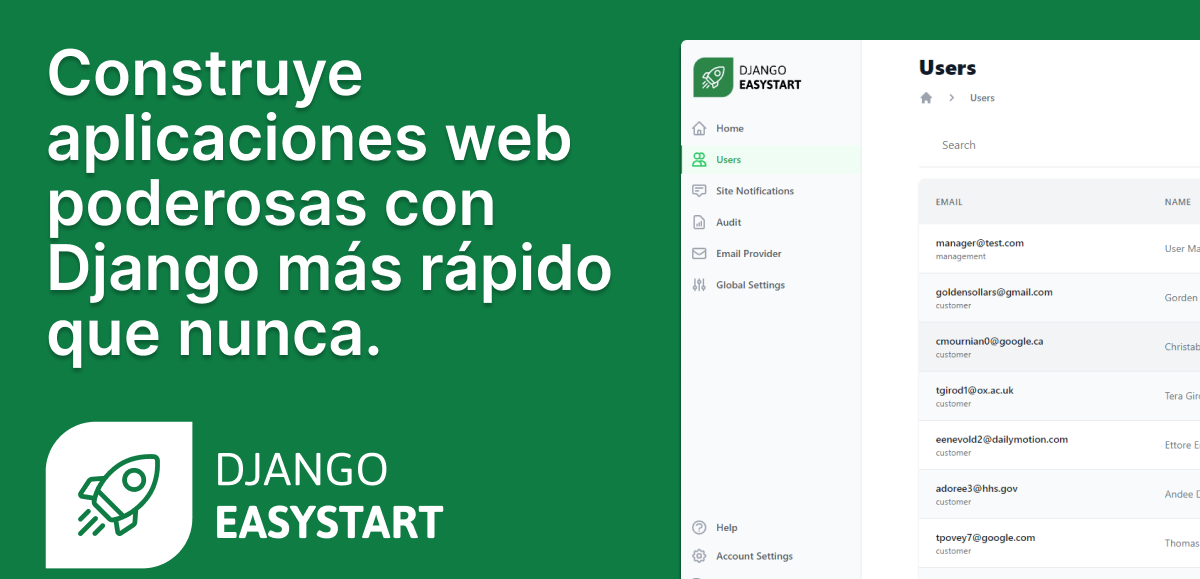 Construye
aplicaciones web
poderosas con
Django más rápido
que nunca.
DJANGO
EASYSTART
DJANGO
EASYSTART
Home
Users
Site Notifications
Audit
Email Provider
Global Settings
Help
Account Settings
Users
Users
Search
EMAIL NAME
manager@test.com
management
User Ma
goldensollars@gmail.com
customer
Gorden
cmournian0@google.ca
customer
Christab
tgirod1@ox.ac.uk
customer
Tera Giro
eenevold2@dailymotion.com
customer
Ettore E
adoree3@hhs.gov
customer
Andee D
tpovey7@google.com
customer
Thomas